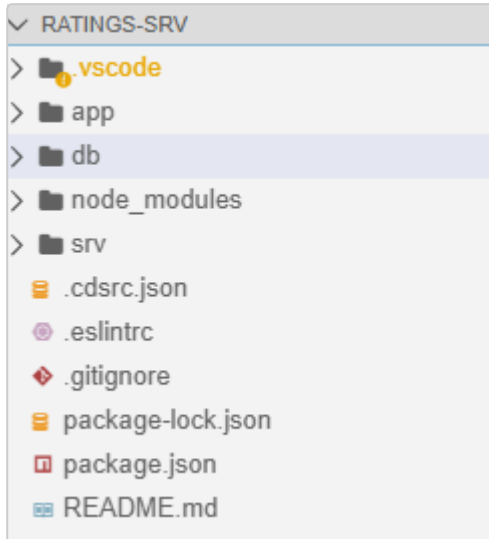 RATINGS-SRV
.vscode
app
db
node_modules
srv
.cdsrc.json
.eslintrc
.gitignore
package-lock.json
package.json
README.md